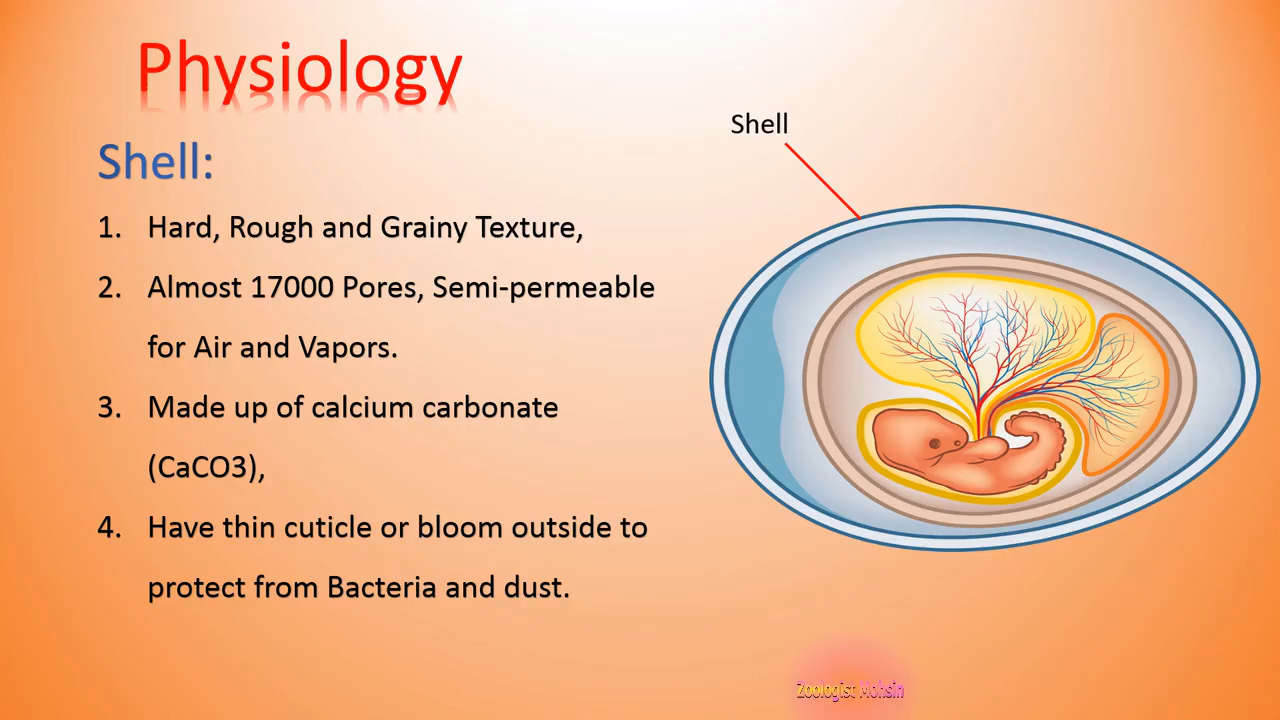 Physiology
Shell:
1. Hard, Rough and Grainy Texture,
2. Almost 17000 Pores, Semi-permeable
for Air and Vapors.
3. Made up of calcium carbonate
(CaCO3),
4. Have thin cuticle or bloom outside to
protect from Bacteria and dust.
Shell
Zoologist Mohsin